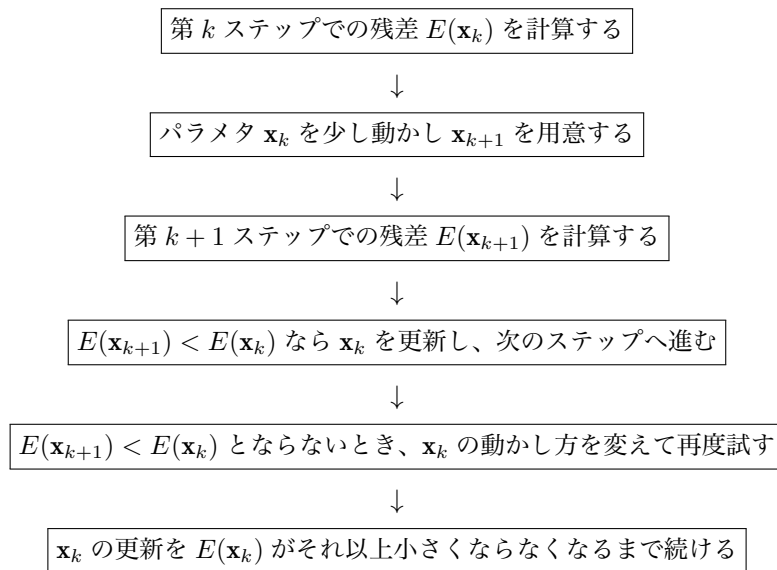 第 k ステップでの残差 E(x_k) を計算する
↓
パラメタ x_k を少し動かし x_{k+1} を用意する
↓
第 k + 1 ステップでの残差 E(x_{k+1}) を計算する
↓
E(x_{k+1}) < E(x_k) なら x_k を更新し、次のステップへ進む
↓
E(x_{k+1}) < E(x_k) とならないとき、x_k の動かし方を変えて再度試す
↓
x_k の更新を E(x_k) がそれ以上小さくならなくなるまで続ける